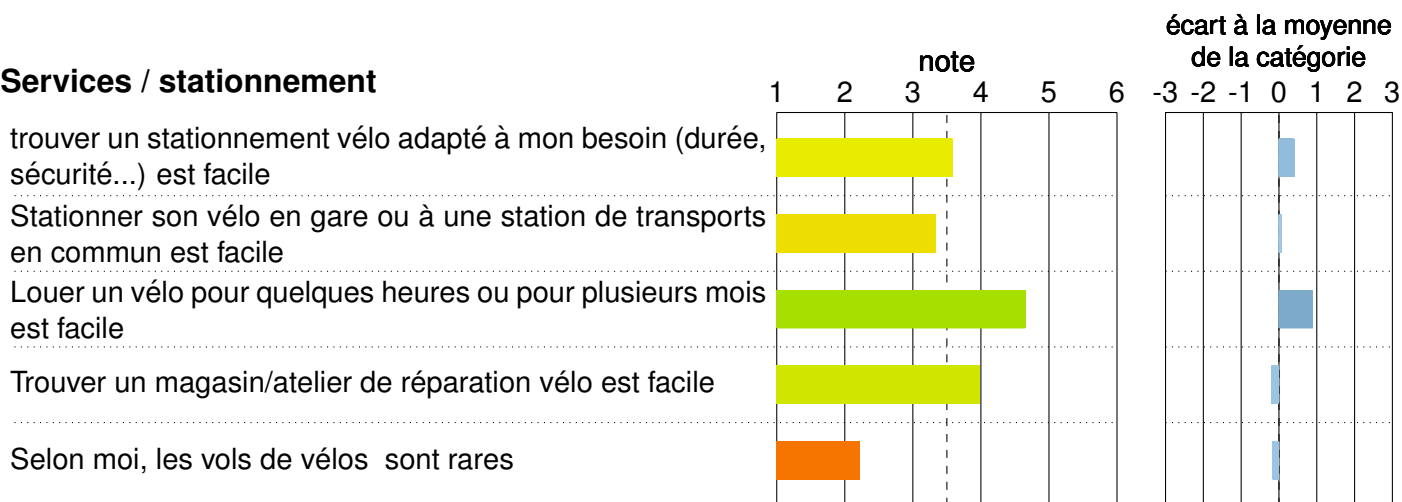 écart à la moyenne
note de la catégorie
Services / stationnement
1 2 3 4 5 6 -3 -2 -1 0 1 2 3
trouver un stationnement vélo adapté à mon besoin (durée,
sécurité...) est facile
Stationner son vélo en gare ou à une station de transports
en commun est facile
Louer un vélo pour quelques heures ou pour plusieurs mois
est facile
Trouver un magasin/atelier de réparation vélo est facile
Selon moi, les vols de vélos sont rares